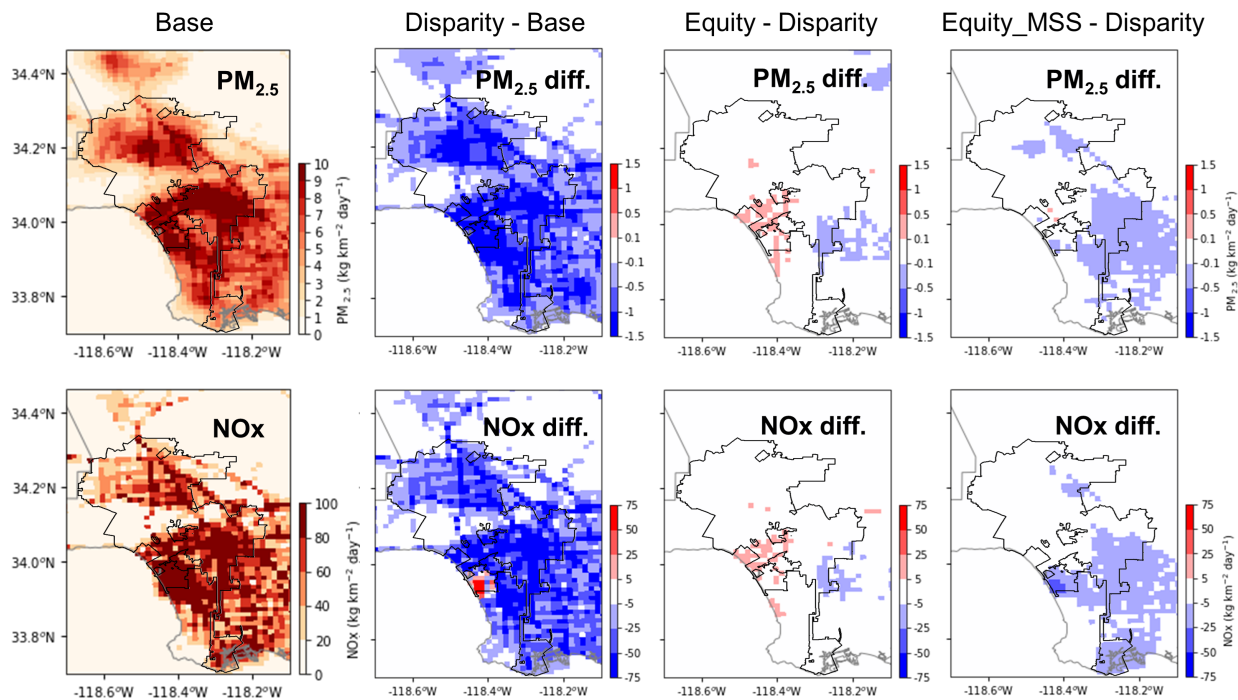 Base
Disparity - Base
Equity - Disparity
Equity_MSS - Disparity
PM2.5
PM2.5 diff.
PM2.5 diff.
PM2.5 diff.
34.4°N
34.2°N
34.0°N
33.8°N
10
9
8
7
6
5
4
3
2
1
0
PM 2.5 (kg km−2 day−1)
1.5
1
0.5
0.1
-0.1
-0.5
-1
-1.5
1.5
1
0.5
0.1
-0.1
-0.5
-1
-1.5
1.5
1
0.5
0.1
-0.1
-0.5
-1
-1.5
PM 2.5 (kg km−2 day−1)
-118.6°W -118.4°W -118.2°W
-118.6°W -118.4°W -118.2°W
-118.6°W -118.4°W -118.2°W
-118.6°W -118.4°W -118.2°W
NOx
NOx diff.
NOx diff.
NOx diff.
34.4°N
34.2°N
34.0°N
33.8°N
100
80
60
40
20
0
NOx (kg km−2 day−1)
75
50
25
5
-5
-25
-50
-75
75
50
25
5
-5
-25
-50
-75
75
50
25
5
-5
-25
-50
-75
NOx (kg km−2 day−1)
-118.6°W -118.4°W -118.2°W
-118.6°W -118.4°W -118.2°W
-118.6°W -118.4°W -118.2°W
-118.6°W -118.4°W -118.2°W